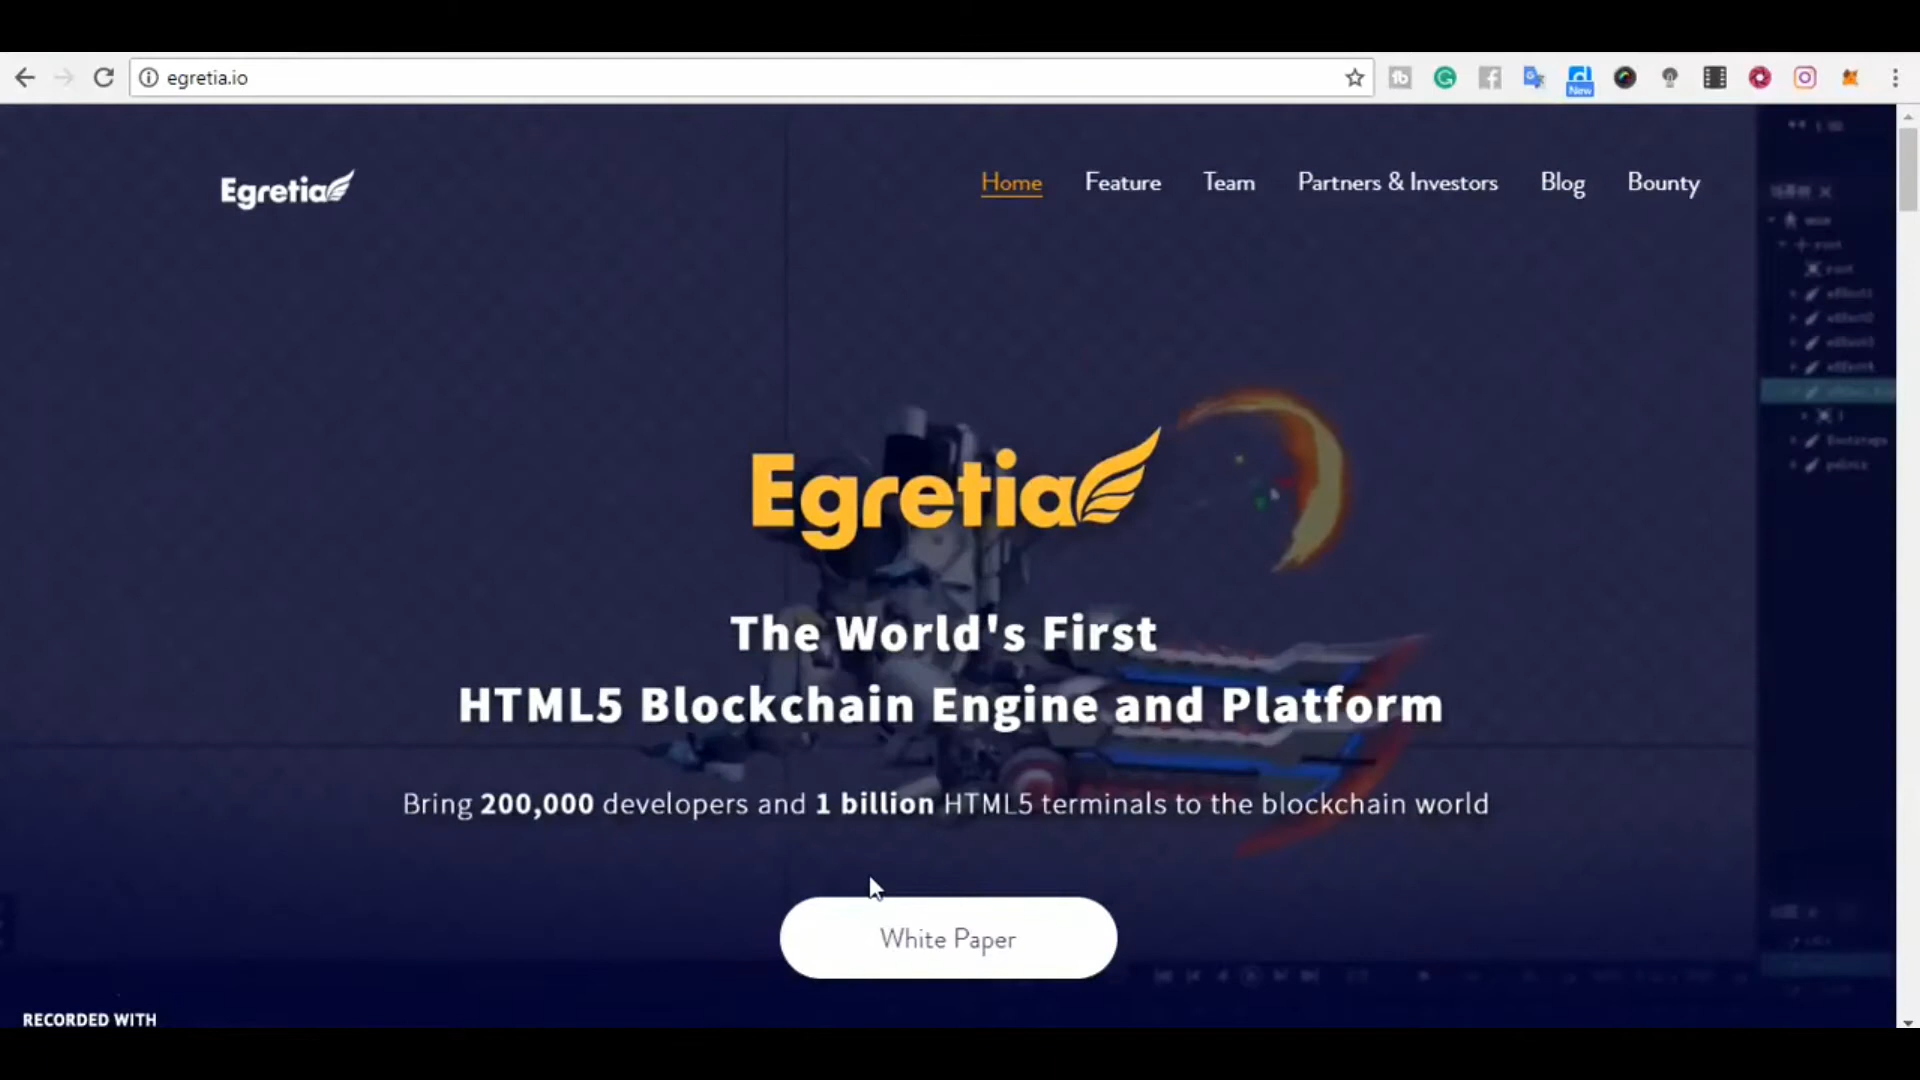 egretia.io
New
Egretia
Home Feature Team Partners & Investors Blog Bounty
Egretia
The World's First
HTML5 Blockchain Engine and Platform
Bring 200,000 developers and 1 billion HTML5 terminals to the blockchain world
White Paper
RECORDED WITH